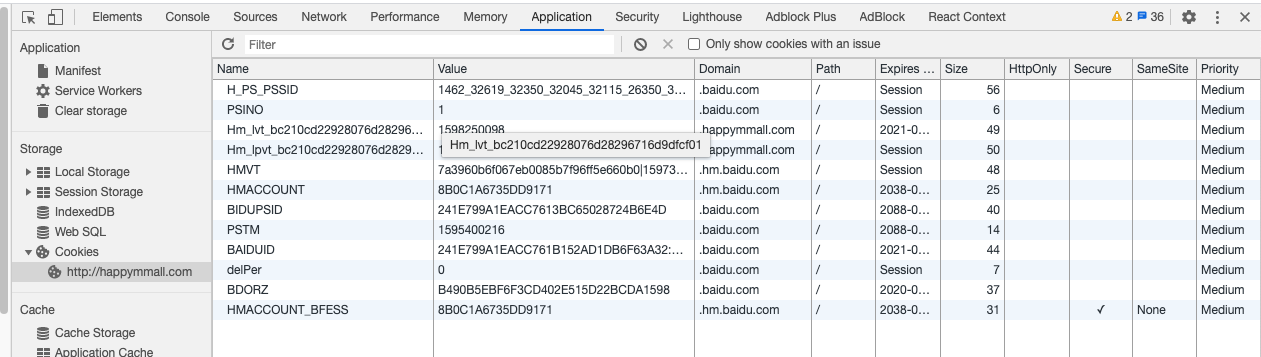 Elements Console Sources Network Performance Memory Application Security Lighthouse Adblock Plus AdBlock React Context 2 36
Application
Manifest
Service Workers
Clear storage
Storage
Local Storage
Session Storage
IndexedDB
Web SQL
Cookies
http://happymmall.com
Cache
Cache Storage
Application Cache
Filter Only show cookies with an issue
Name Value Domain Path Expires ... Size HttpOnly Secure SameSite Priority
H_PS_PSSID 1462_32619_32350_32045_32115_26350_3... .baidu.com / Session 56 Medium
PSINO 1 .baidu.com / Session 6 Medium
Hm_lvt_bc210cd22928076d28296... 1598250098 .happymmall.com / 2021-0... 49 Medium
Hm_lvt_bc210cd22928076d28296716d9dfcf01
Hm_lpvt_bc210cd22928076d2829... appymmall.com / Session 50 Medium
HMVT 7a3960b6f067eb0085b7f96ff5e660b0|15973... .hm.baidu.com / Session 48 Medium
HMACCOUNT 8B0C1A6735DD9171 .hm.baidu.com / 2038-0... 25 Medium
BIDUPSID 241E799A1EACC7613BC65028724B6E4D .baidu.com / 2088-0... 40 Medium
PSTM 1595400216 .baidu.com / 2088-0... 14 Medium
BAIDUID 241E799A1EACC761B152AD1DB6F63A32:... .baidu.com / 2021-0... 44 Medium
delPer 0 .baidu.com / Session 7 Medium
BDORZ B490B5EBF6F3CD402E515D22BCDA1598 .baidu.com / 2020-0... 37 Medium
HMACCOUNT_BFESS 8B0C1A6735DD9171 .hm.baidu.com / 2038-0... 31 ✓ None Medium